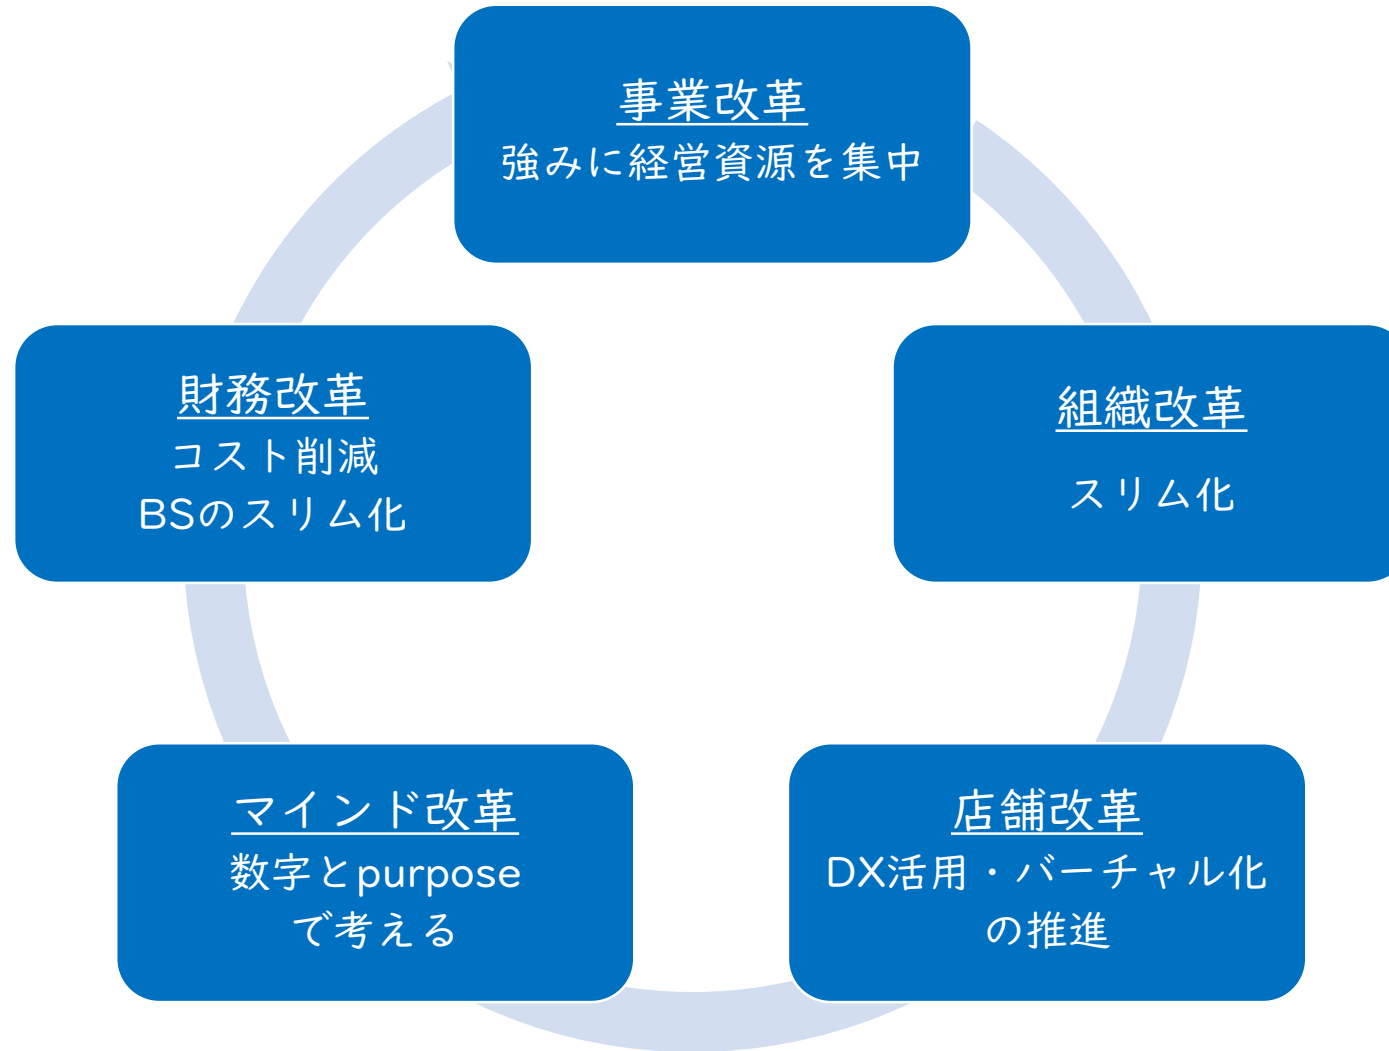 事業改革
強みに経営資源を集中
組織改革
スリム化
店舗改革
DX活用・バーチャル化
の推進
マインド改革
数字とpurpose
で考える
財務改革
コスト削減
BSのスリム化